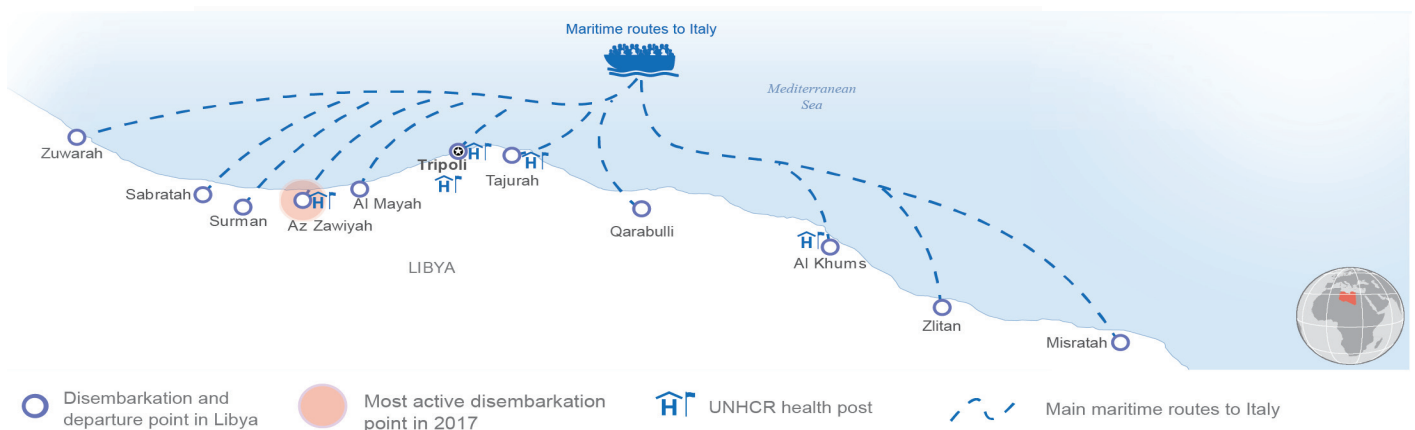 Maritime routes to Italy
Mediterranean
Sea
Zuwarah
Sabratah
Surman
Az Zawiyah
H
Al Mayah
Tripoli
H
H
Tajurah
H
Qarabulli
H
Al Khums
Zlitan
Misratah
LIBYA
Disembarkation and
departure point in Libya
Most active disembarkation
point in 2017
H
UNHCR health post
Main maritime routes to Italy